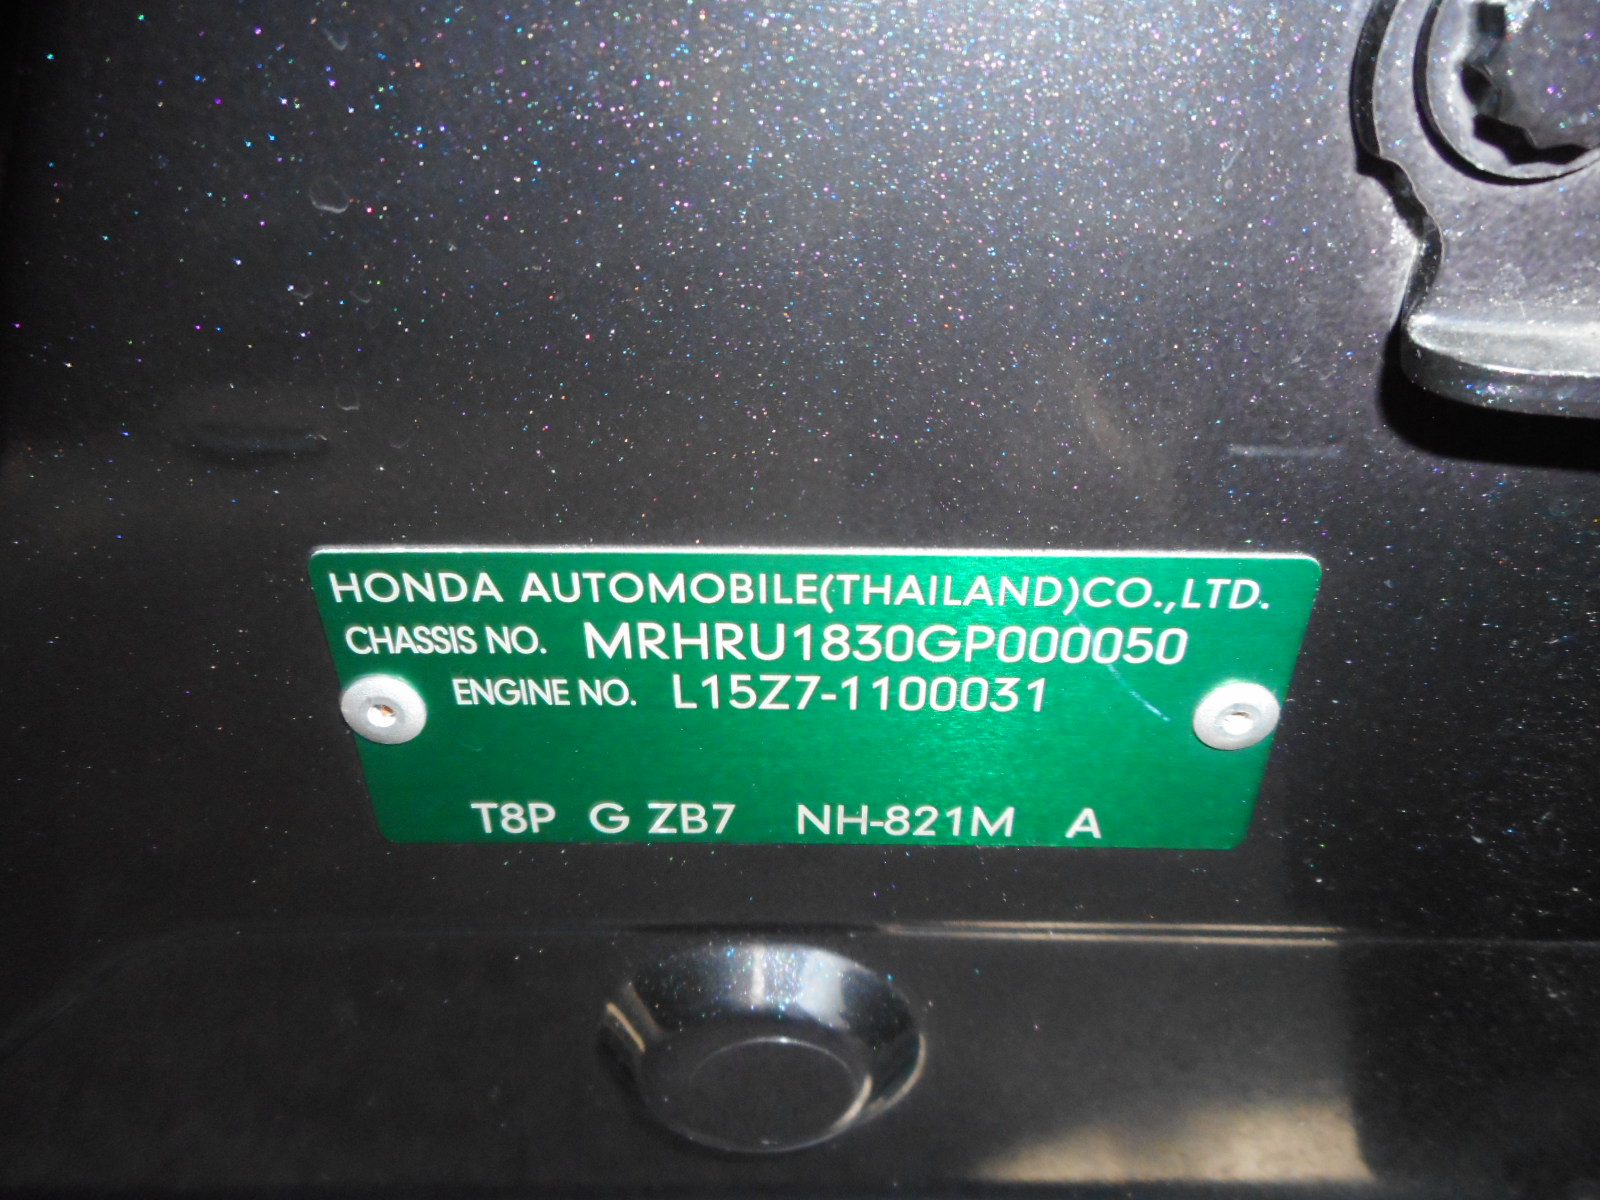 HONDA AUTOMOBILE(THAILAND)CO.,LTD.
CHASSIS NO. MRHRU1830GP000050
ENGINE NO. L15Z7-1100031
T8P G ZB7 NH-821M A